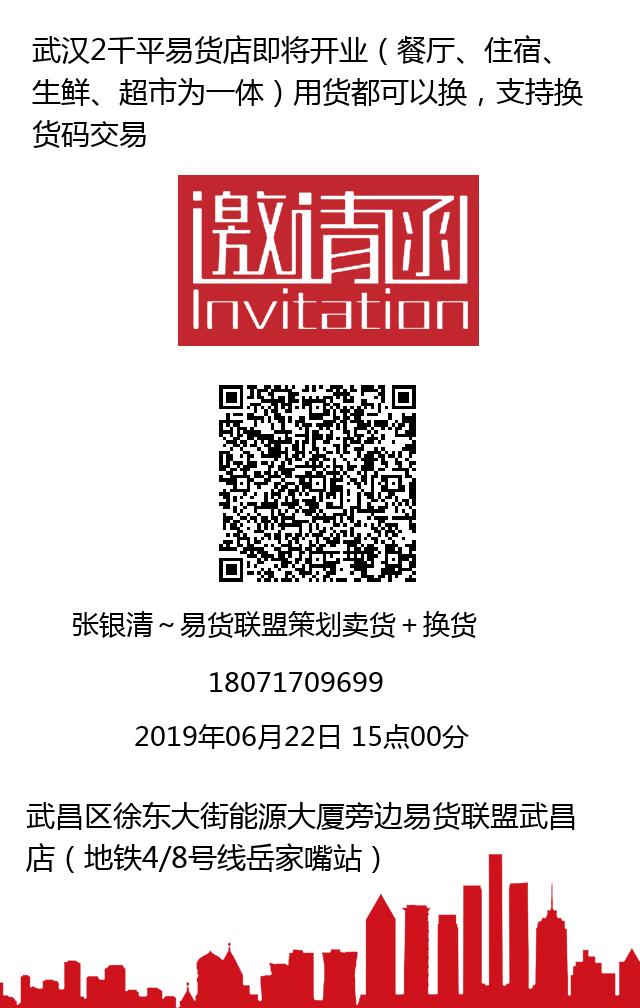 武汉2千平易货店即将开业（餐厅、住宿、
生鲜、超市为一体）用货都可以换，支持换
货码交易
邀请函
Invitation
张银清～易货联盟策划卖货＋换货
18071709699
2019年06月22日 15点00分
武昌区徐东大街能源大厦旁边易货联盟武昌
店（地铁4/8号线岳家嘴站）